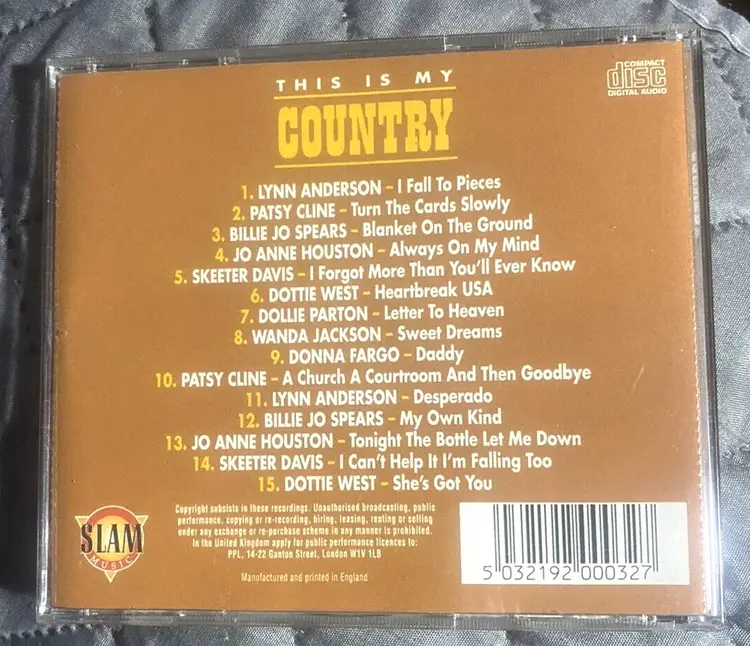 THIS IS MY
COUNTRY
COMPACT
disc
DIGITAL AUDIO
1. LYNN ANDERSON – I Fall To Pieces
2. PATSY CLINE – Turn The Cards Slowly
3. BILLIE JO SPEARS – Blanket On The Ground
4. JO ANNE HOUSTON – Always On My Mind
5. SKEETER DAVIS – I Forgot More Than You'll Ever Know
6. DOTTIE WEST – Heartbreak USA
7. DOLLIE PARTON – Letter To Heaven
8. WANDA JACKSON – Sweet Dreams
9. DONNA FARGO – Daddy
10. PATSY CLINE – A Church A Courtroom And Then Goodbye
11. LYNN ANDERSON – Desperado
12. BILLIE JO SPEARS – My Own Kind
13. JO ANNE HOUSTON – Tonight The Bottle Let Me Down
14. SKEETER DAVIS – I Can't Help It I'm Falling Too
15. DOTTIE WEST – She's Got You
SLAM
MUSIC
Copyright subsists in these recordings. Unauthorised broadcasting, public
performance, copying or re-recording, hiring, leasing, renting or selling
under any exchange or re-purchase scheme in any manner is prohibited.
In the United Kingdom apply for public performance licences to:
PPL, 14-22 Ganton Street, London W1V 1LB
Manufactured and printed in England
5 032192 000327